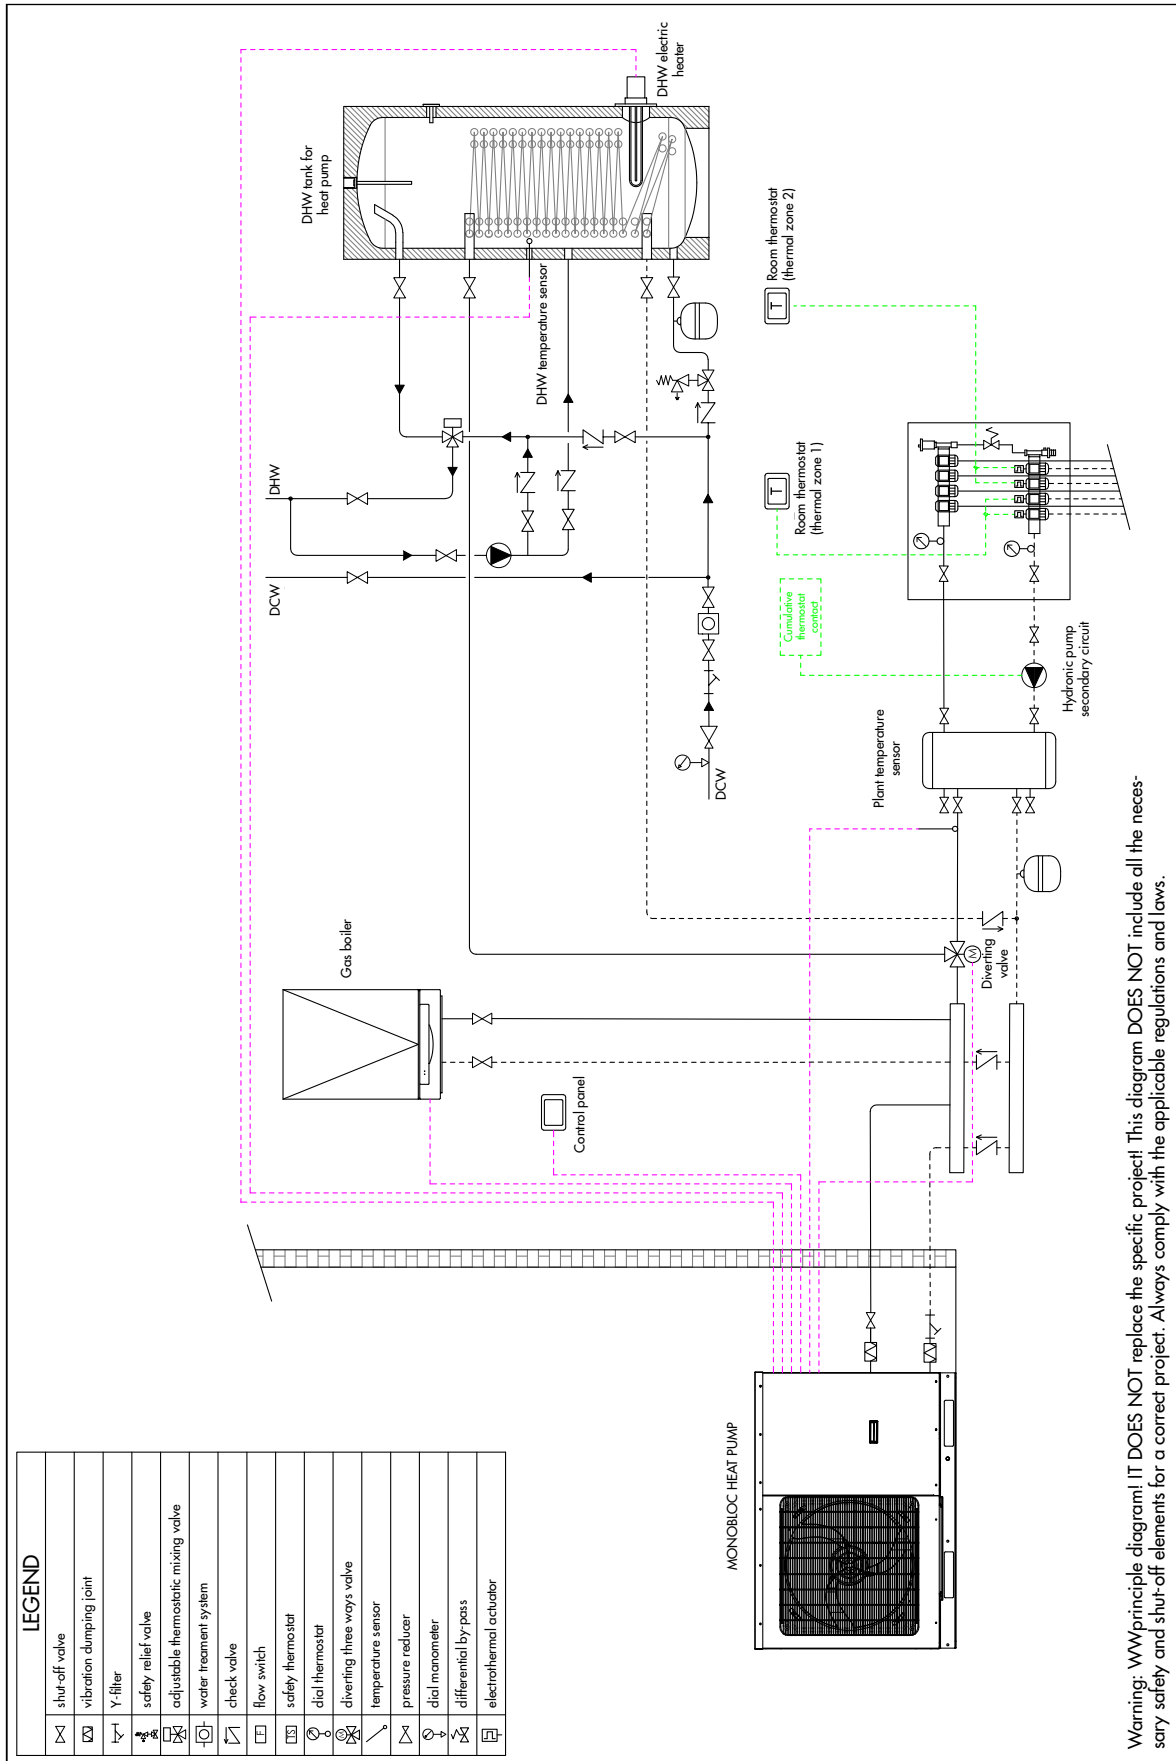 LEGEND
shut-off valve
vibration dumping joint
Y-filter
safety relief valve
adjustable thermostatic mixing valve
water treament system
check valve
F
flow switch
TS
safety thermostat
dial thermostat
M
diverting three ways valve
temperature sensor
pressure reducer
dial manometer
differential by-pass
electrothermal actuator
MONOBLOC HEAT PUMP
Gas boiler
Control panel
DHW tank for
heat pump
DHW electric
heater
DHW temperature sensor
DHW
DCW
DCW
M
Diverting
valve
Plant temperature
sensor
Hydronic pump
secondary circuit
Cumulative
thermostat
contact
T
Room thermostat
(thermal zone 1)
T
Room thermostat
(thermal zone 2)
Warning: WWprinciple diagram! IT DOES NOT replace the specific project! This diagram DOES NOT include all the neces-
sary safety and shut-off elements for a correct project. Always comply with the applicable regulations and laws.